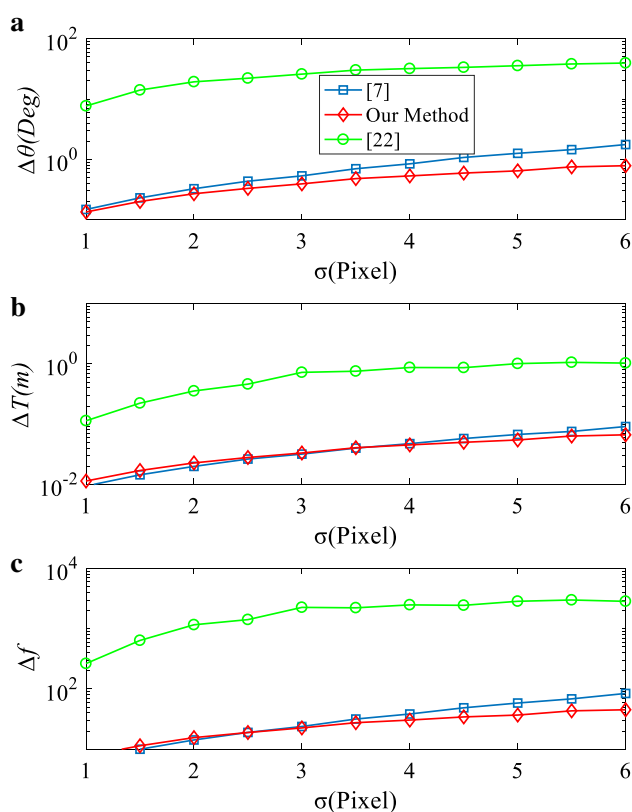 a
10^2
10^0
Δθ(Deg)
[7]
Our Method
[22]
1 2 3 4 5 6
σ(Pixel)
b
10^0
10^-2
ΔT(m)
1 2 3 4 5 6
σ(Pixel)
c
10^4
10^2
Δf
1 2 3 4 5 6
σ(Pixel)